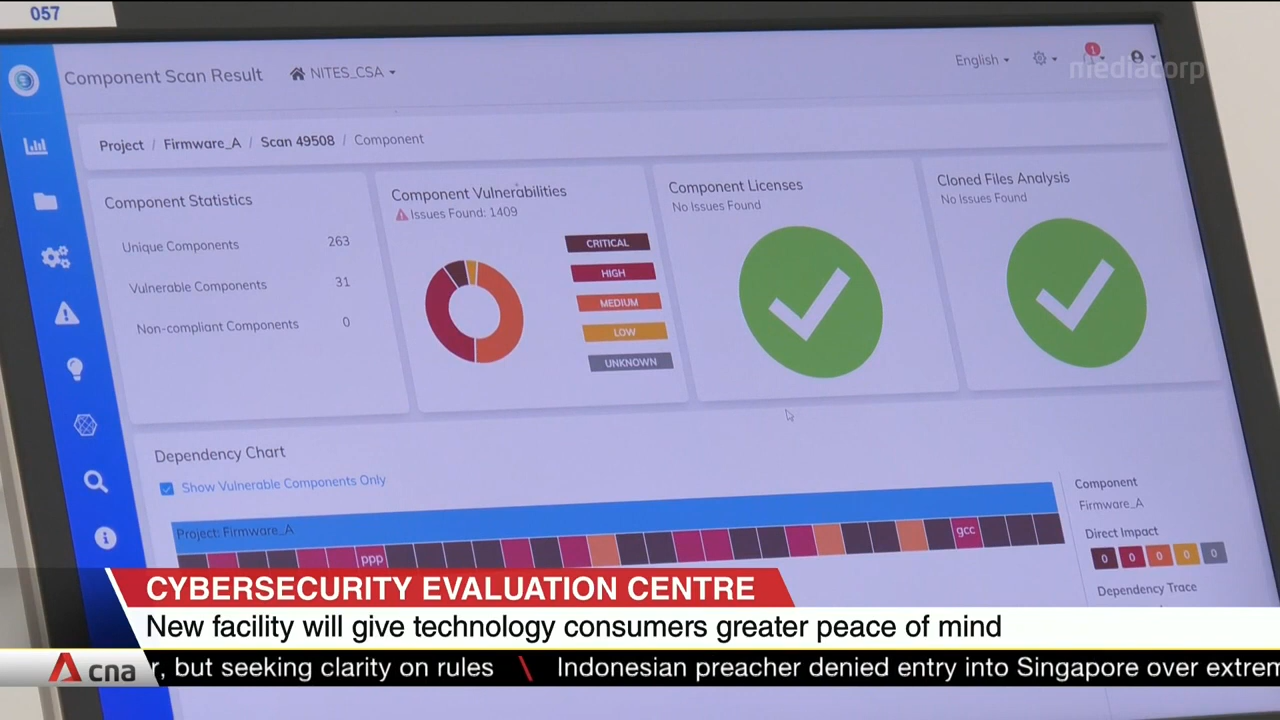 057
Component Scan Result
NITES_CSA
English
1
mediacorp
Project / Firmware_A / Scan 49508 / Component
Component Statistics
Unique Components 263
Vulnerable Components 31
Non-compliant Components 0
Component Vulnerabilities
Issues Found: 1409
CRITICAL
HIGH
MEDIUM
LOW
UNKNOWN
Component Licenses
No Issues Found
Cloned Files Analysis
No Issues Found
Dependency Chart
Show Vulnerable Components Only
Project: Firmware_A
ppp
gcc
Component
Firmware_A
Direct Impact
0 0 0 0 0
Dependency Trace
CYBERSECURITY EVALUATION CENTRE
New facility will give technology consumers greater peace of mind
cna
r, but seeking clarity on rules \ Indonesian preacher denied entry into Singapore over extrem